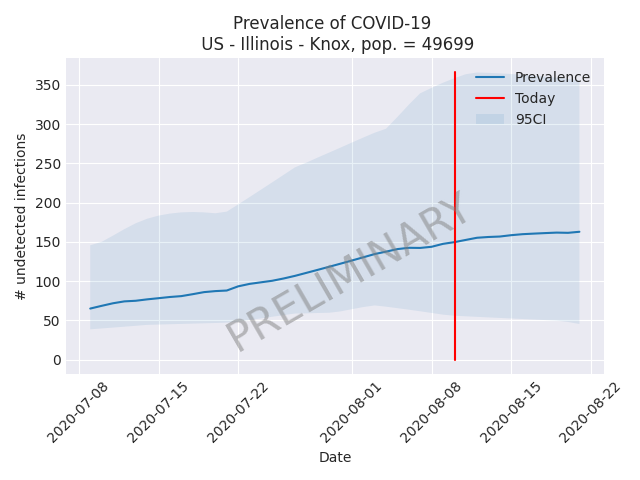 Prevalence of COVID-19
US - Illinois - Knox, pop. = 49699
# undetected infections
350
300
250
200
150
100
50
0
Prevalence
Today
95CI
PRELIMINARY
2020-07-08
2020-07-15
2020-07-22
2020-08-01
2020-08-08
2020-08-15
2020-08-22
Date